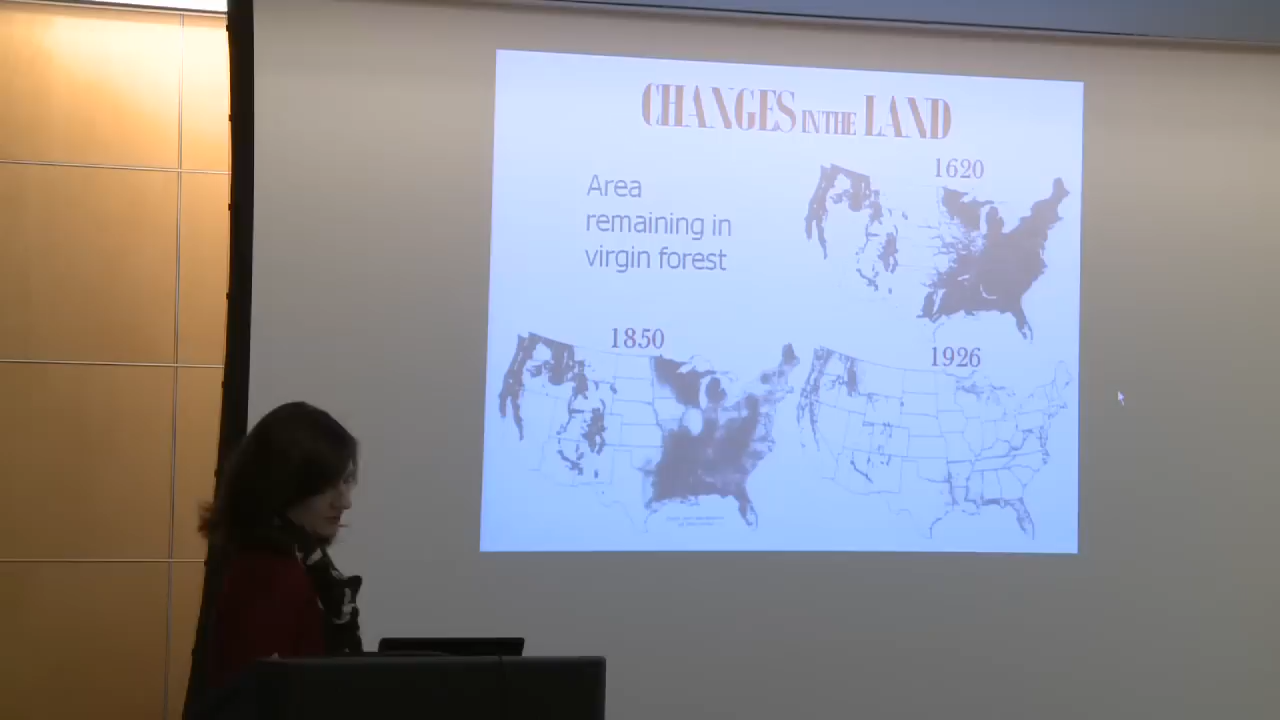 CHANGES IN THE LAND
Area
remaining in
virgin forest
1620
1850
1926